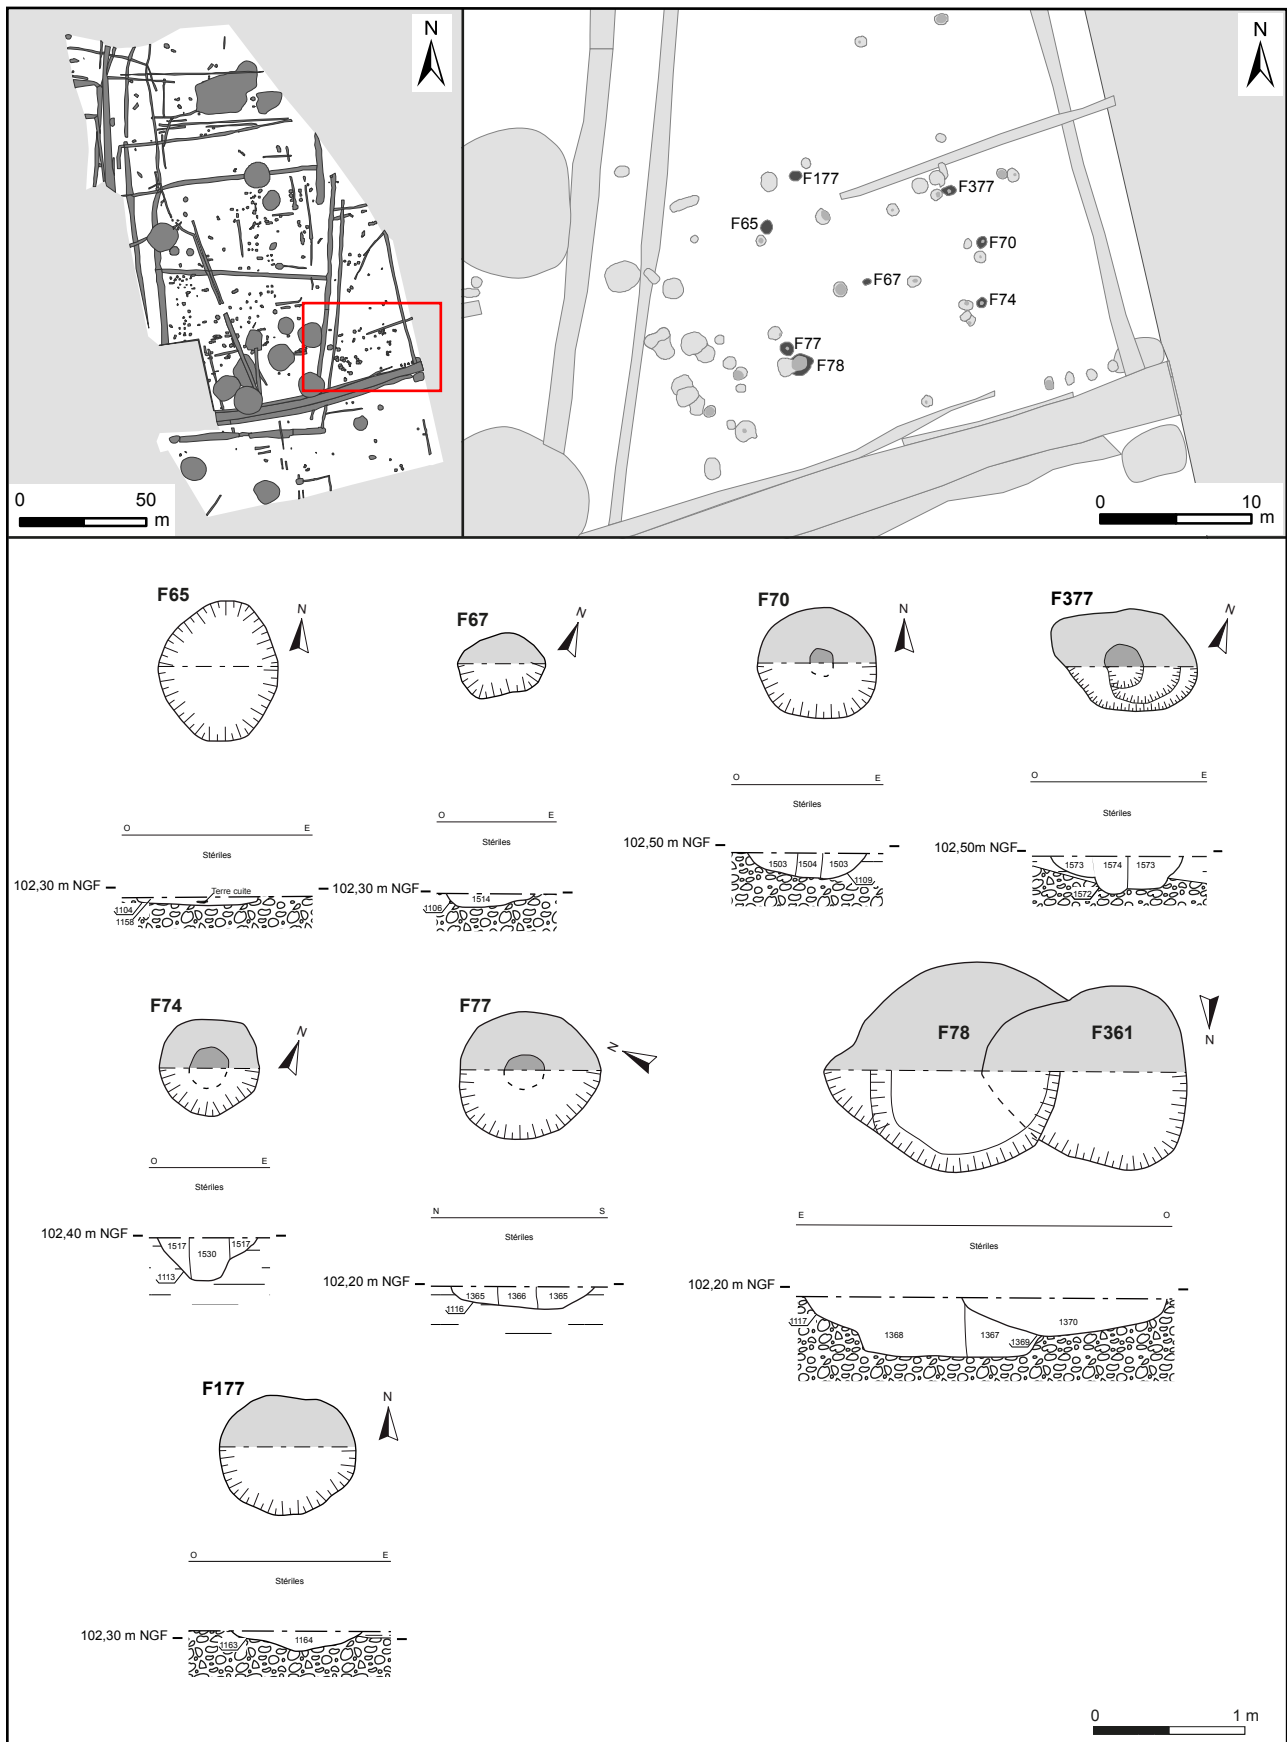 N
0 50
m
N
F177
F377
F65
F70
F67
F74
F77
F78
0 10
m
F65
N
O E
Stériles
102,30 m NGF
Terre cuite
1104
1158
F67
N
O E
Stériles
102,30 m NGF
1514
1106
F70
N
O E
Stériles
102,50 m NGF
1503 1504 1503
1109
F377
N
O E
Stériles
102,50m NGF
1573 1574 1573
1572
F74
N
O E
Stériles
102,40 m NGF
1517 1517
1530
1113
F77
N
N S
Stériles
102,20 m NGF
1365 1366 1365
1116
F78 F361
N
E O
Stériles
102,20 m NGF
1117
1368 1367 1370
1369
F177
N
O E
Stériles
102,30 m NGF
1163 1164
0 1 m